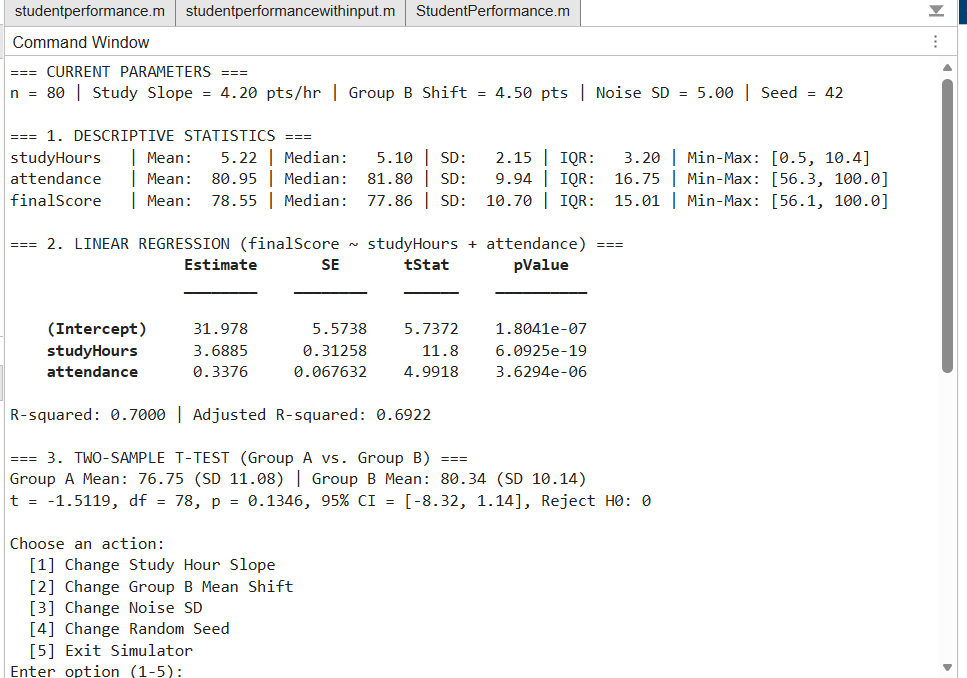 studentperformance.m studentperformancewithinput.m StudentPerformance.m
Command Window
=== CURRENT PARAMETERS ===
n = 80 | Study Slope = 4.20 pts/hr | Group B Shift = 4.50 pts | Noise SD = 5.00 | Seed = 42
=== 1. DESCRIPTIVE STATISTICS ===
studyHours | Mean: 5.22 | Median: 5.10 | SD: 2.15 | IQR: 3.20 | Min-Max: [0.5, 10.4]
attendance | Mean: 80.95 | Median: 81.80 | SD: 9.94 | IQR: 16.75 | Min-Max: [56.3, 100.0]
finalScore | Mean: 78.55 | Median: 77.86 | SD: 10.70 | IQR: 15.01 | Min-Max: [56.1, 100.0]
=== 2. LINEAR REGRESSION (finalScore ~ studyHours + attendance) ===
Estimate SE tStat pValue
(Intercept) 31.978 5.5738 5.7372 1.8041e-07
studyHours 3.6885 0.31258 11.8 6.0925e-19
attendance 0.3376 0.067632 4.9918 3.6294e-06
R-squared: 0.7000 | Adjusted R-squared: 0.6922
=== 3. TWO-SAMPLE T-TEST (Group A vs. Group B) ===
Group A Mean: 76.75 (SD 11.08) | Group B Mean: 80.34 (SD 10.14)
t = -1.5119, df = 78, p = 0.1346, 95% CI = [-8.32, 1.14], Reject H0: 0
Choose an action:
[1] Change Study Hour Slope
[2] Change Group B Mean Shift
[3] Change Noise SD
[4] Change Random Seed
[5] Exit Simulator
Enter option (1-5):